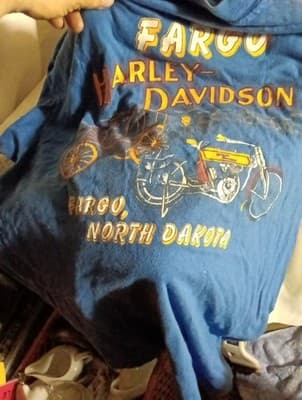 FARGO
HARLEY-
DAVIDSON
FARGO,
NORTH DAKOTA